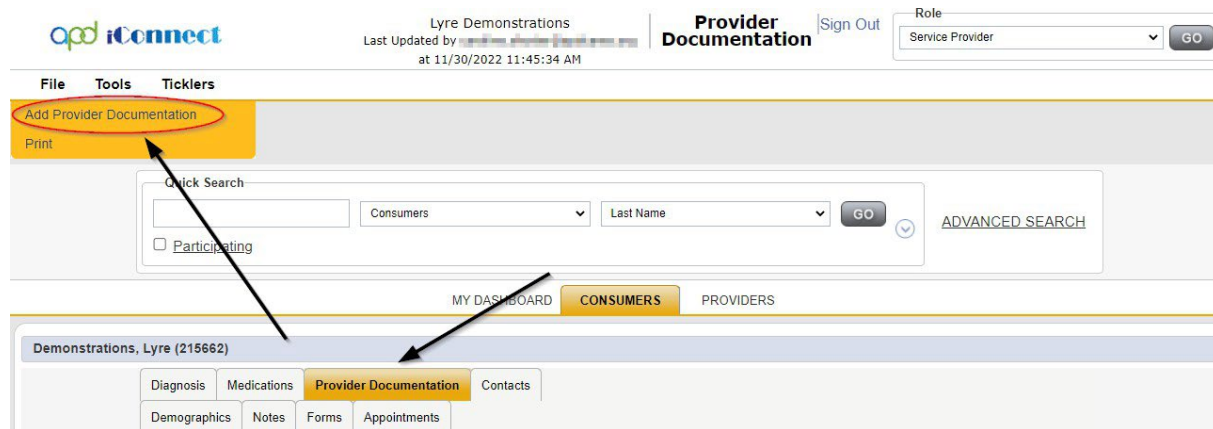 apd iConnect
Lyre Demonstrations
Last Updated by
at 11/30/2022 11:45:34 AM
Provider
Documentation
Sign Out
Role
Service Provider
GO
File Tools Ticklers
Add Provider Documentation
Print
Quick Search
Consumers Last Name GO
ADVANCED SEARCH
Participating
MY DASHBOARD CONSUMERS PROVIDERS
Demonstrations, Lyre (215662)
Diagnosis Medications Provider Documentation Contacts
Demographics Notes Forms Appointments